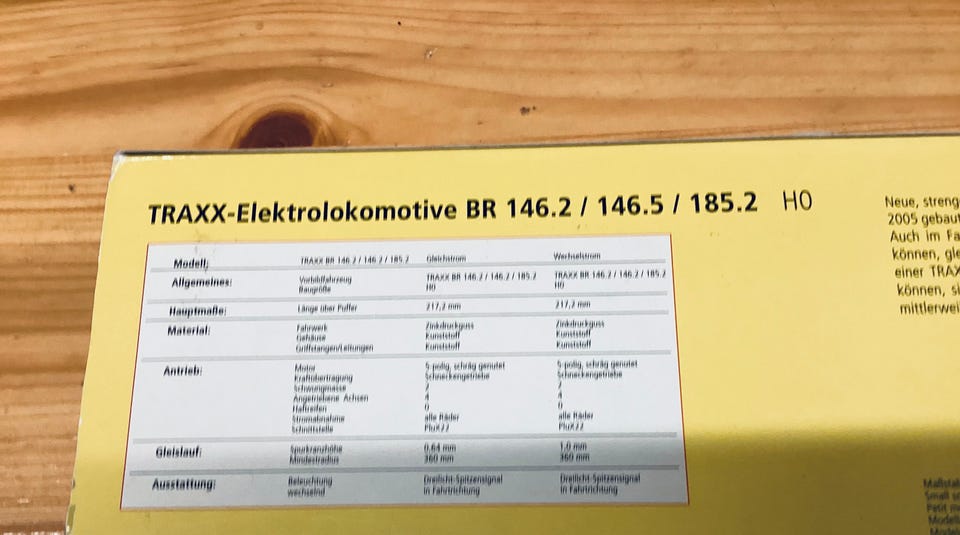 TRAXX-Elektrolokomotive BR 146.2 / 146.5 / 185.2 H0
Modell: TRAXX BR 146.2 / 146.2 / 185.2 Gleichstrom Wechselstrom
Allgemeines: Vorbildfahrzeug TRAXX BR 146.2 / 146.2 / 185.2 TRAXX BR 146.2 / 146.2 / 185.2
Baugröße H0 H0
Hauptmaße: Länge über Puffer 217,2 mm 217,2 mm
Material: Fahrwerk Zinkdruckguss Zinkdruckguss
Gehäuse Kunststoff Kunststoff
Griffstangen/Leitungen Kunststoff Kunststoff
Antrieb: Motor 5-polig, schräg genutet 5-polig, schräg genutet
Kraftübertragung Schneckengetriebe Schneckengetriebe
Schwungmasse 2 2
Angetriebene Achsen 4 4
Haftreifen 0 0
Stromabnahme alle Räder alle Räder
Schnittstelle PluX22 PluX22
Gleislauf: Spurkranzhöhe 0.64 mm 1.0 mm
Mindestradius 360 mm 360 mm
Ausstattung: Beleuchtung Dreilicht-Spitzensignal Dreilicht-Spitzensignal
wechselnd in Fahrtrichtung in Fahrtrichtung
Neue, streng
2005 gebaut
Auch im Fa
können, gle
einer TRAX
können, si
mittlerwei
Maßstab
Small sc
Petit m
Modell